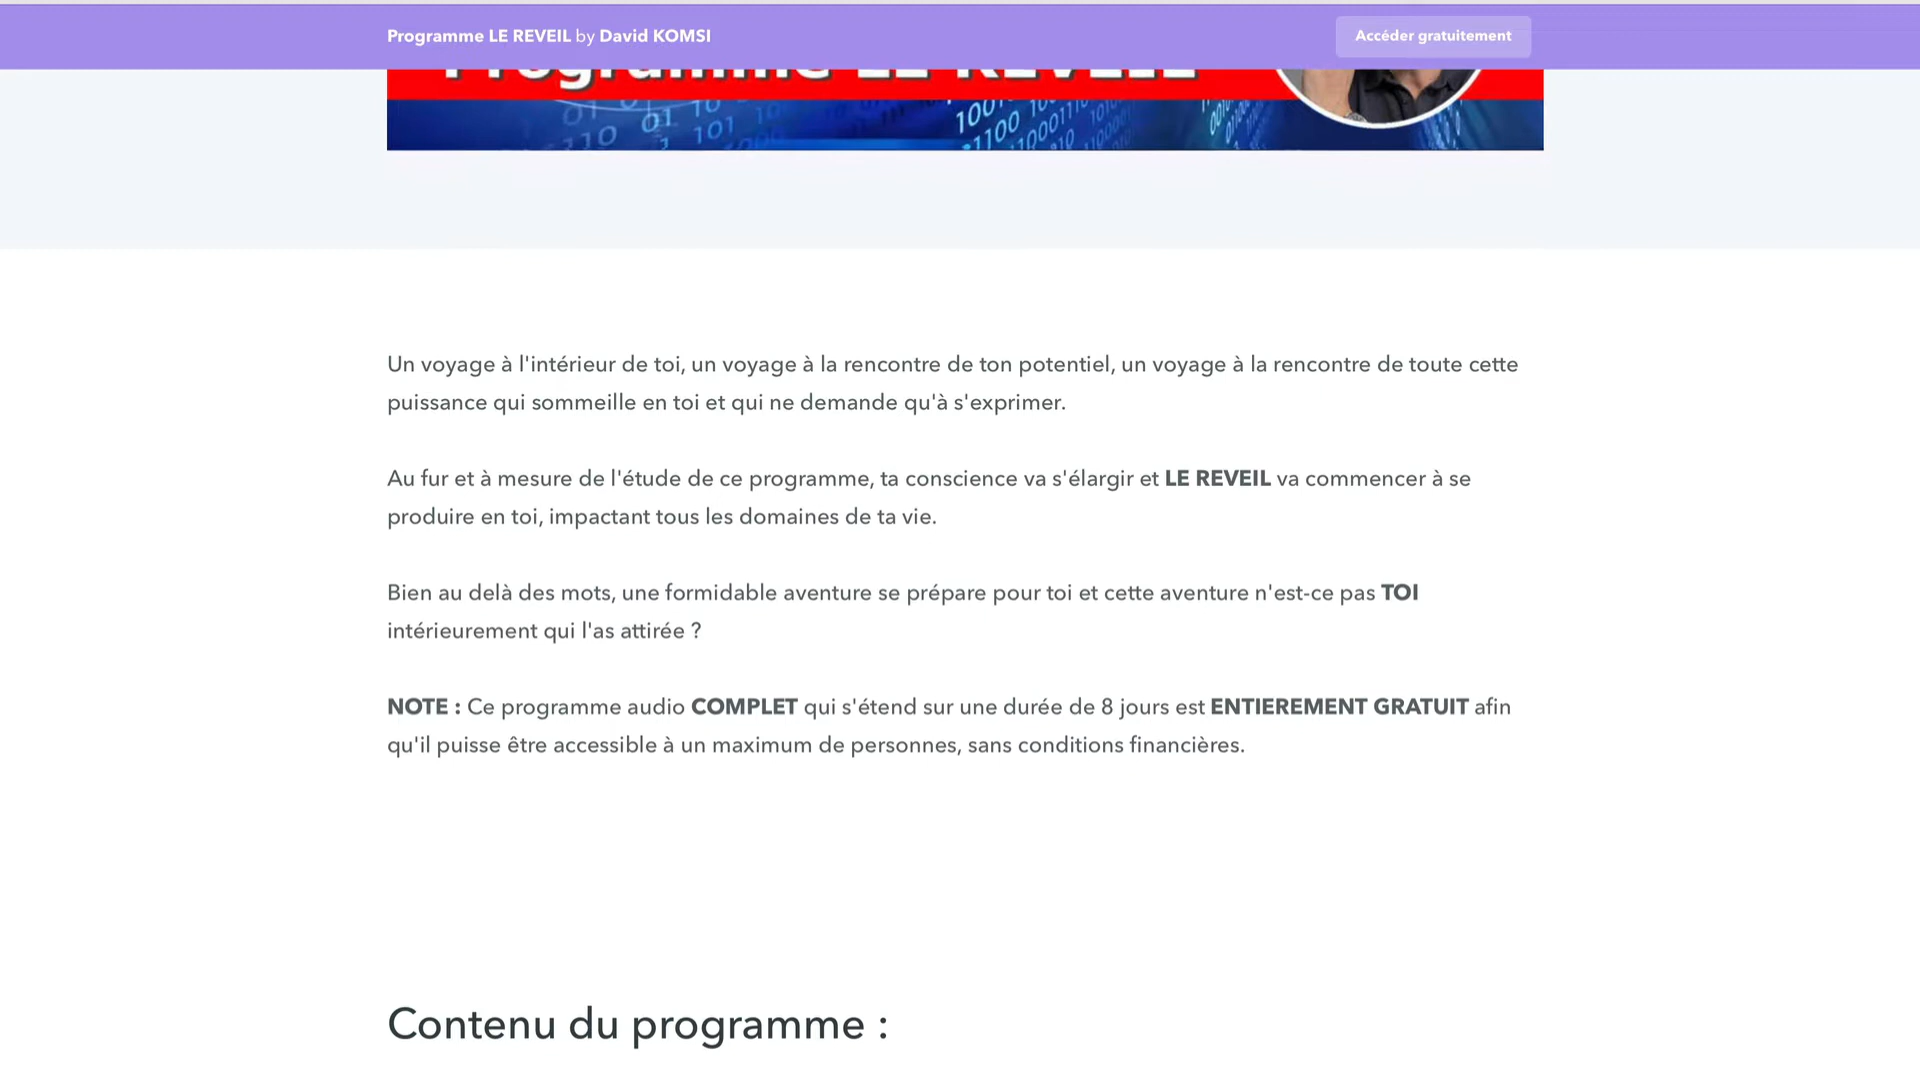 Programme LE REVEIL by David KOMSI
Accéder gratuitement
Programme LE REVEIL
Un voyage à l'intérieur de toi, un voyage à la rencontre de ton potentiel, un voyage à la rencontre de toute cette
puissance qui sommeille en toi et qui ne demande qu'à s'exprimer.
Au fur et à mesure de l'étude de ce programme, ta conscience va s'élargir et LE REVEIL va commencer à se
produire en toi, impactant tous les domaines de ta vie.
Bien au delà des mots, une formidable aventure se prépare pour toi et cette aventure n'est-ce pas TOI
intérieurement qui l'as attirée ?
NOTE : Ce programme audio COMPLET qui s'étend sur une durée de 8 jours est ENTIEREMENT GRATUIT afin
qu'il puisse être accessible à un maximum de personnes, sans conditions financières.
Contenu du programme :